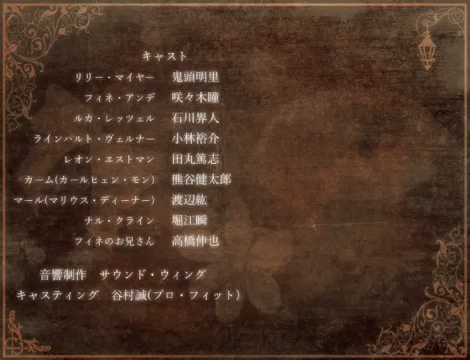 キャスト
リリー・マイヤー 鬼頭明里
フィネ・アンデ 咲々木瞳
ルカ・レッツェル 石川界人
ラインハルト・ヴェルナー 小林裕介
レオン・エストマン 田丸篤志
カーム(カールヒェン・モン) 熊谷健太郎
マール(マリウス・ディーナー) 渡辺紘
ナル・クライン 堀江瞬
フィネのお兄さん 高橋伸也
音響制作 サウンド・ウィング
キャスティング 谷村誠(プロ・フィット)